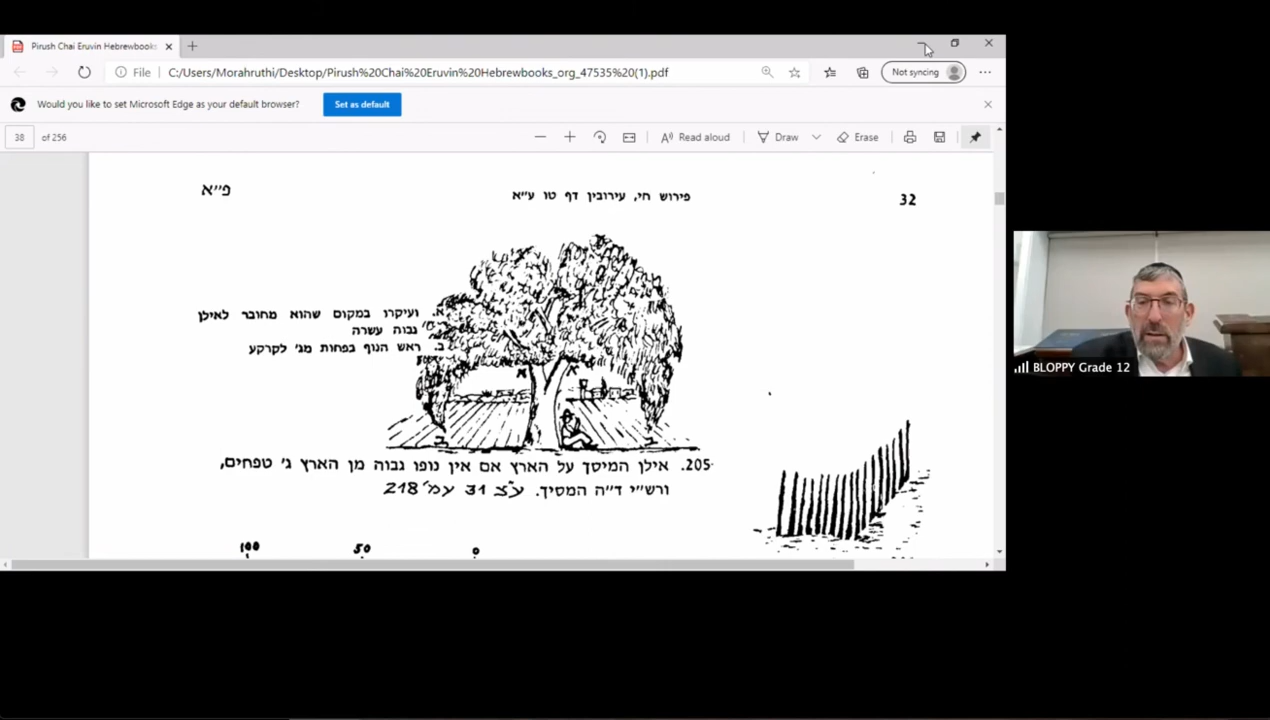 Pirush Chai Eruvin Hebrewbooks
File C:/Users/Morahruthi/Desktop/Pirush%20Chai%20Eruvin%20Hebrewbooks_org_47535%20(1).pdf
Not syncing
Would you like to set Microsoft Edge as your default browser?
Set as default
38 of 256
Read aloud
Draw
Erase
32
פירוש חי, עירובין דף טו ע״א
פ״א
א. ועיקרו במקום שהוא מחובר לאילן
גבוה עשרה
ב. ראש הנוף בפחות מג׳ לקרקע
א
א
ב
ב
205. אילן המיסך על הארץ אם אין נופו גבוה מן הארץ ג׳ טפחים,
ורש״י ד״ה המסיך. ע״צ 31 עמ׳ 218
100 50 0
BLOPPY Grade 12